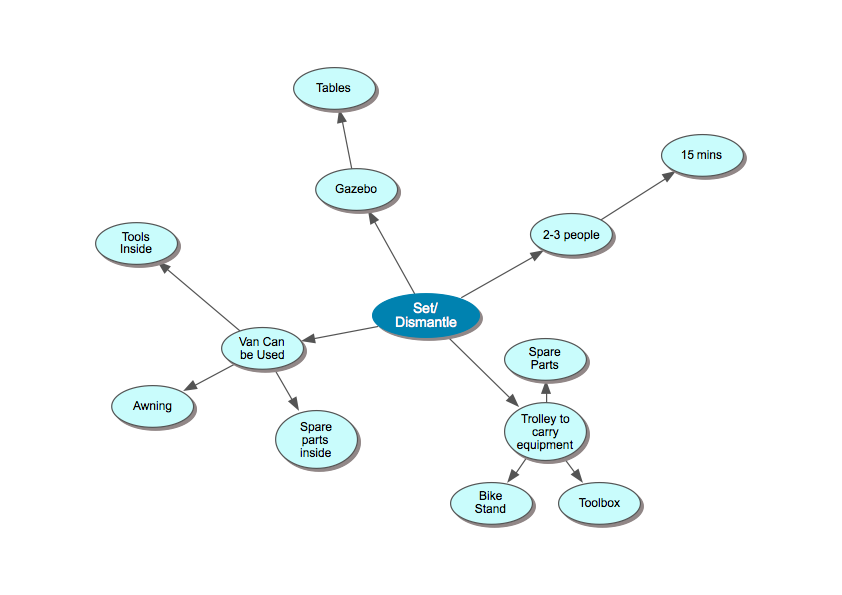 Tables
15 mins
Gazebo
2-3 people
Tools
Inside
Set/
Dismantle
Van Can
be Used
Spare
Parts
Awning
Trolley to
carry
equipment
Spare
parts
inside
Bike
Stand
Toolbox